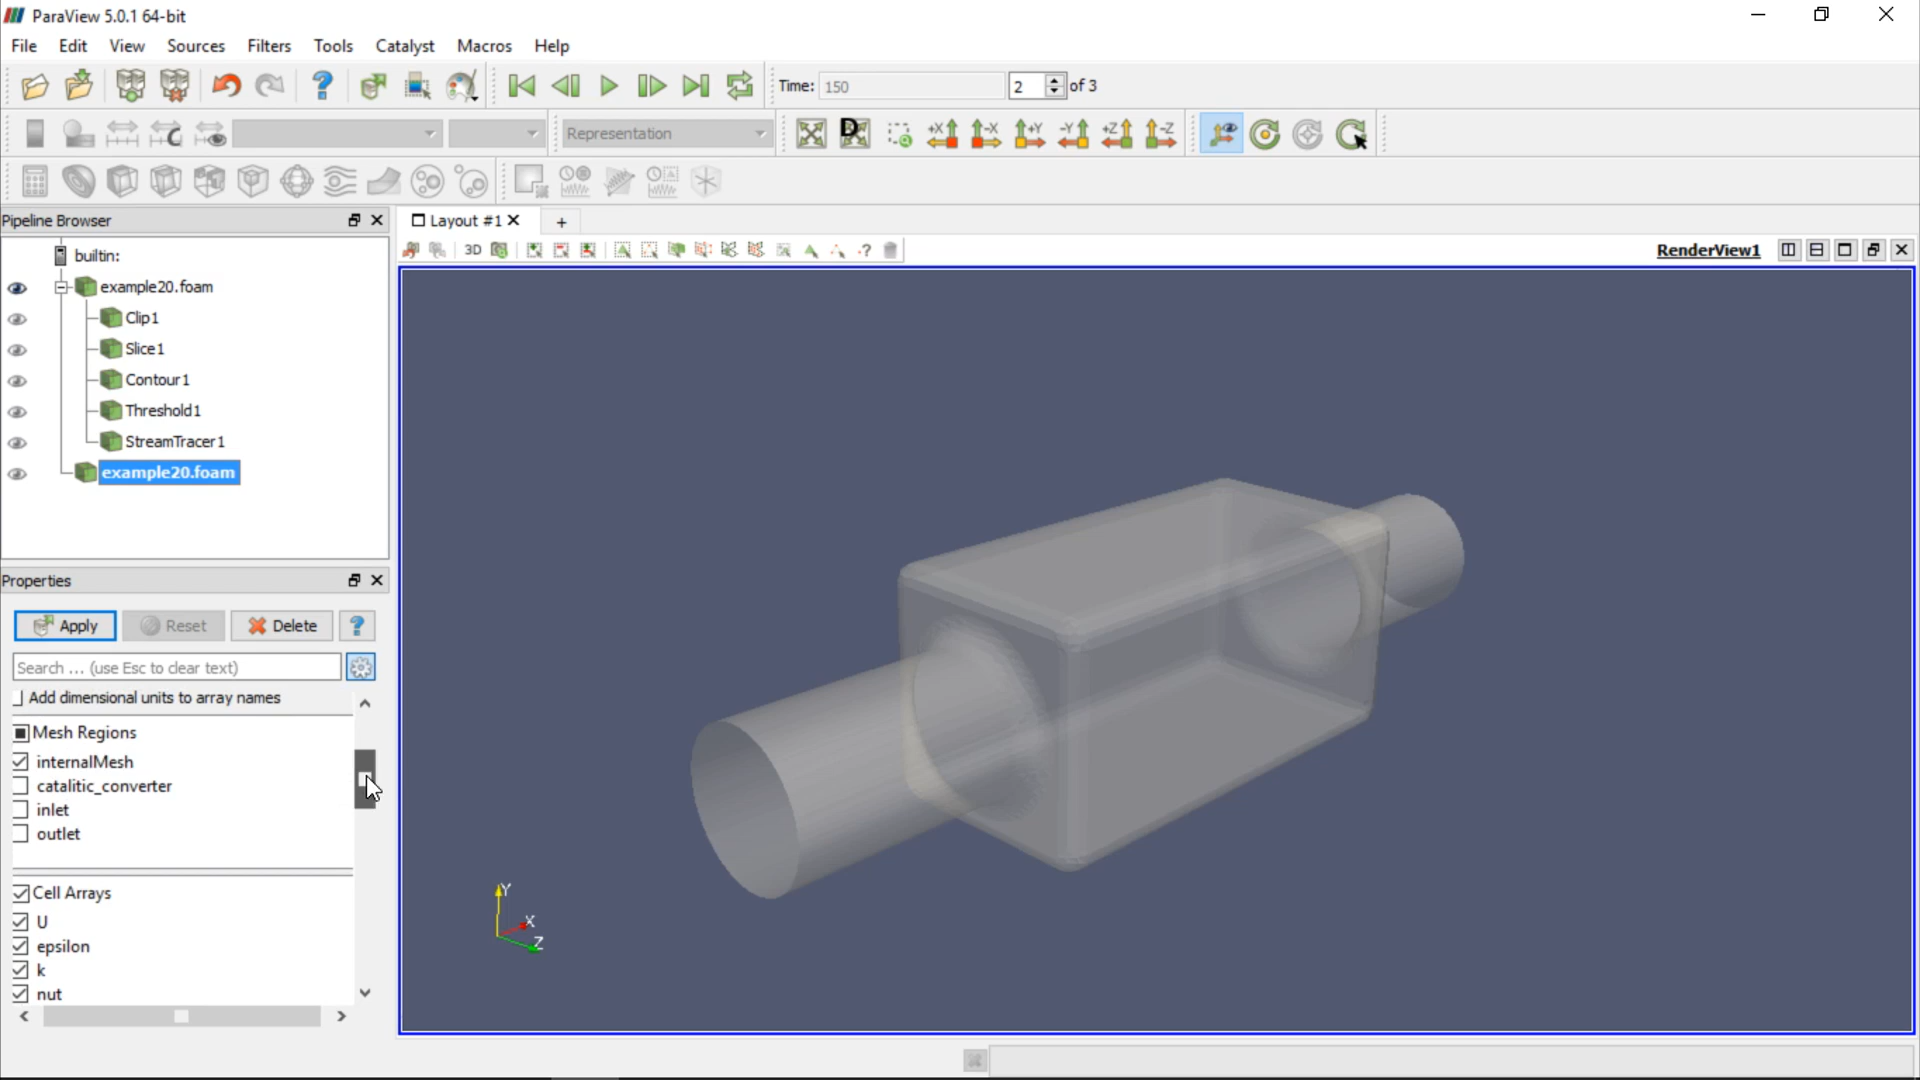 ParaView 5.0.1 64-bit
File Edit View Sources Filters Tools Catalyst Macros Help
Time: 150 2 of 3
Representation +X -X +Y -Y +Z -Z
Pipeline Browser
Layout #1 +
3D
RenderView1
builtin:
example20.foam
Clip1
Slice1
Contour1
Threshold1
StreamTracer1
example20.foam
Properties
Apply Reset Delete ?
Search ... (use Esc to clear text)
Add dimensional units to array names
Mesh Regions
internalMesh
catalitic_converter
inlet
outlet
Cell Arrays
U
epsilon
k
nut
Y
X
Z